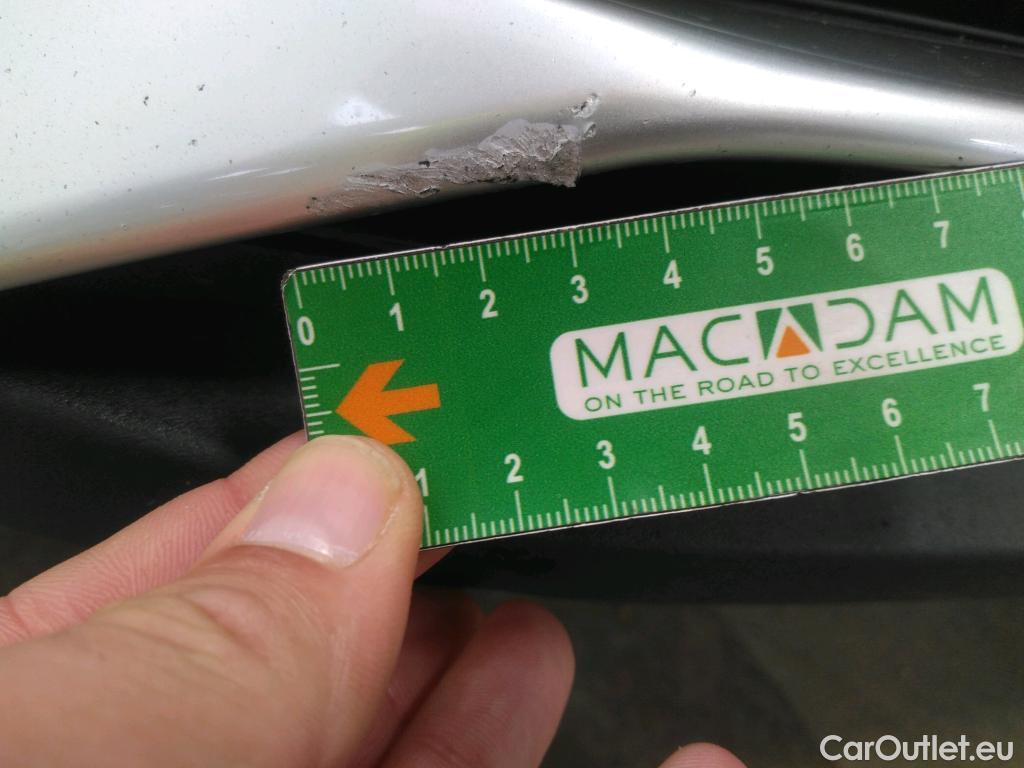 0 1 2 3 4 5 6 7
MACADAM
ON THE ROAD TO EXCELLENCE
1 2 3 4 5 6 7
CarOutlet.eu